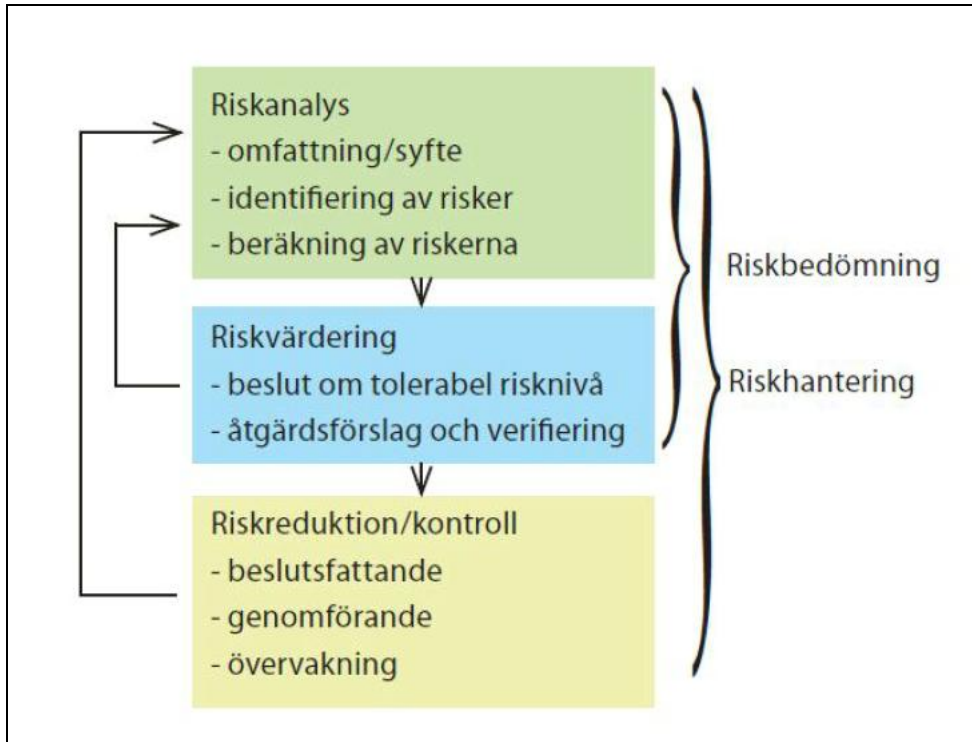 Riskanalys
- omfattning/syfte
- identifiering av risker
- beräkning av riskerna
Riskvärdering
- beslut om tolerabel risknivå
- åtgärdsförslag och verifiering
Riskreduktion/kontroll
- beslutsfattande
- genomförande
- övervakning
Riskbedömning
Riskhantering